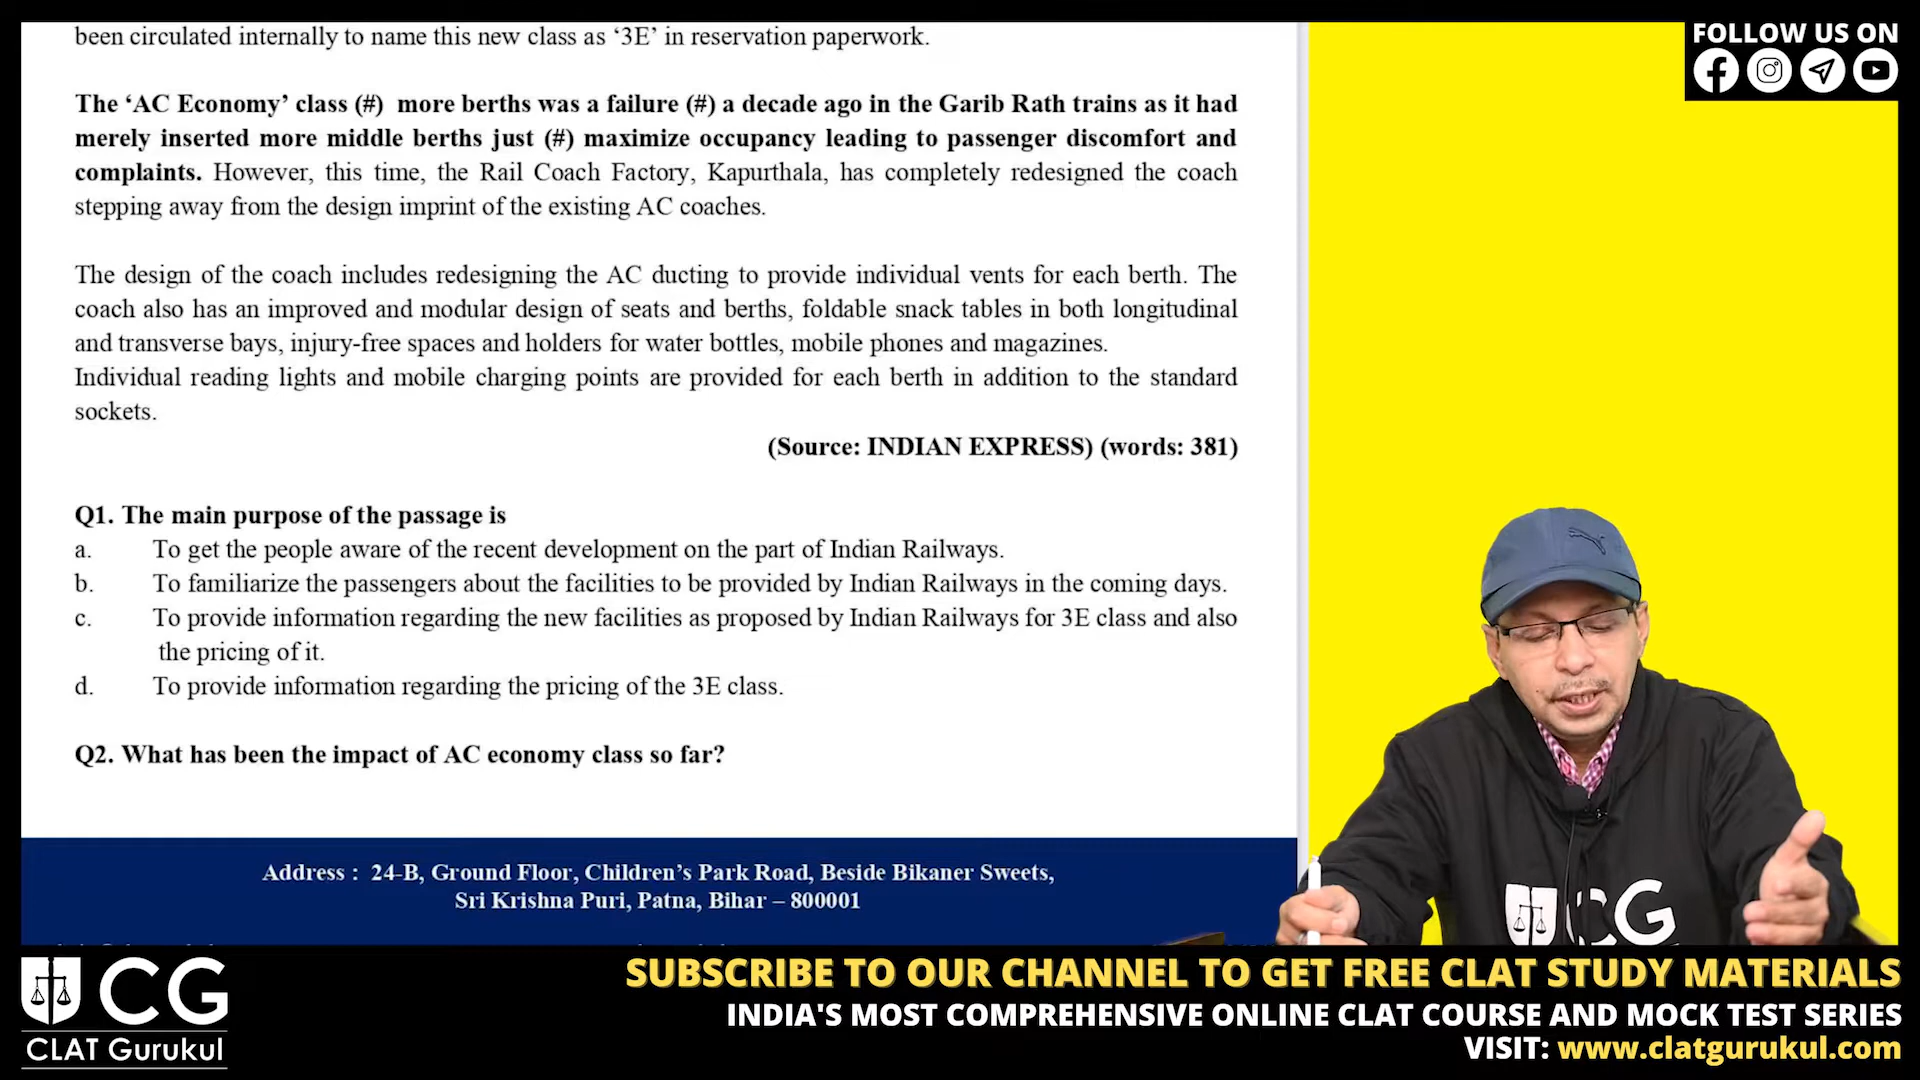 FOLLOW US ON
been circulated internally to name this new class as ‘3E’ in reservation paperwork.
The ‘AC Economy’ class (#) more berths was a failure (#) a decade ago in the Garib Rath trains as it had
merely inserted more middle berths just (#) maximize occupancy leading to passenger discomfort and
complaints. However, this time, the Rail Coach Factory, Kapurthala, has completely redesigned the coach
stepping away from the design imprint of the existing AC coaches.
The design of the coach includes redesigning the AC ducting to provide individual vents for each berth. The
coach also has an improved and modular design of seats and berths, foldable snack tables in both longitudinal
and transverse bays, injury-free spaces and holders for water bottles, mobile phones and magazines.
Individual reading lights and mobile charging points are provided for each berth in addition to the standard
sockets.
(Source: INDIAN EXPRESS) (words: 381)
Q1. The main purpose of the passage is
a. To get the people aware of the recent development on the part of Indian Railways.
b. To familiarize the passengers about the facilities to be provided by Indian Railways in the coming days.
c. To provide information regarding the new facilities as proposed by Indian Railways for 3E class and also
the pricing of it.
d. To provide information regarding the pricing of the 3E class.
Q2. What has been the impact of AC economy class so far?
Address : 24-B, Ground Floor, Children’s Park Road, Beside Bikaner Sweets,
Sri Krishna Puri, Patna, Bihar – 800001
CG
CG
CLAT Gurukul
SUBSCRIBE TO OUR CHANNEL TO GET FREE CLAT STUDY MATERIALS
INDIA'S MOST COMPREHENSIVE ONLINE CLAT COURSE AND MOCK TEST SERIES
VISIT: www.clatgurukul.com